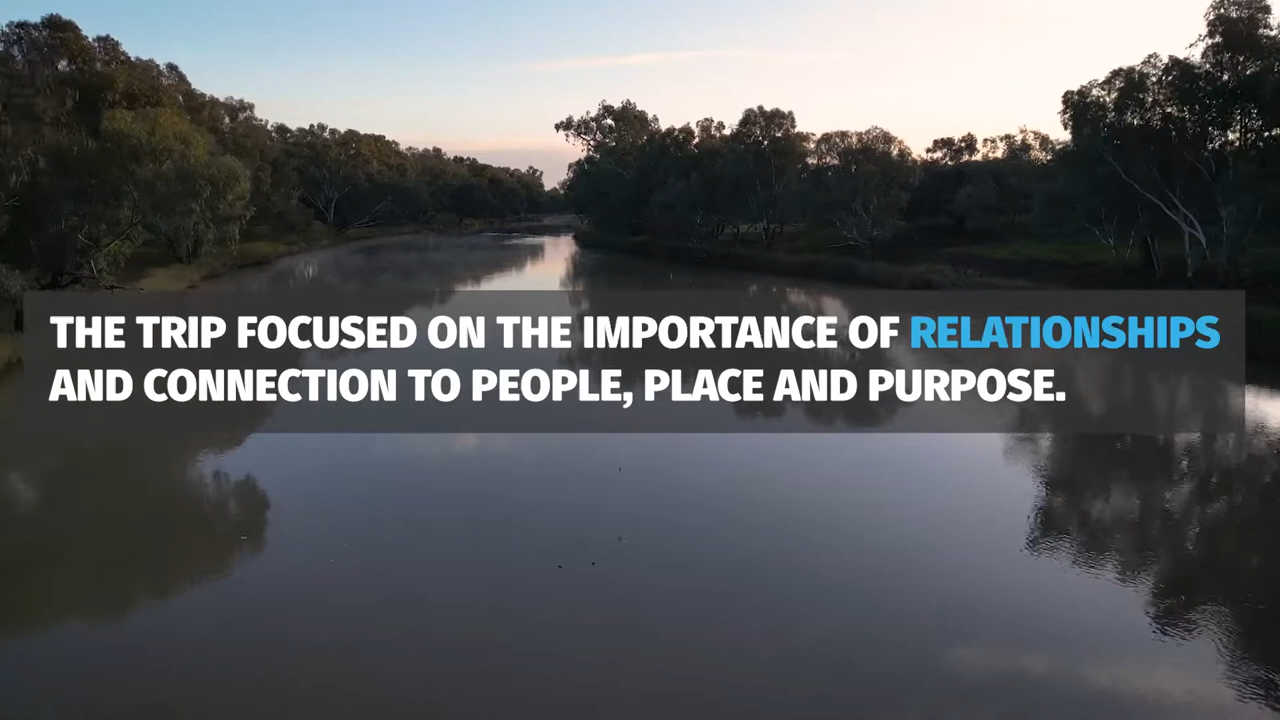 THE TRIP FOCUSED ON THE IMPORTANCE OF RELATIONSHIPS
AND CONNECTION TO PEOPLE, PLACE AND PURPOSE.